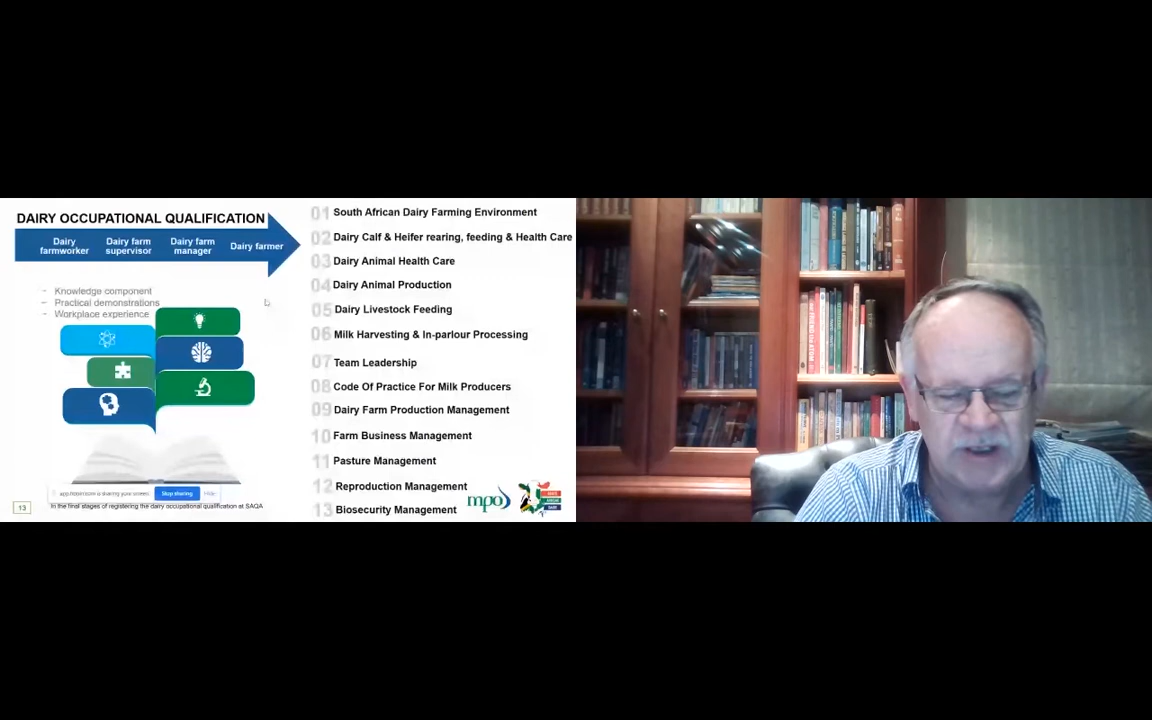 DAIRY OCCUPATIONAL QUALIFICATION
Dairy farmworker
Dairy farm supervisor
Dairy farm manager
Dairy farmer
- Knowledge component
- Practical demonstrations
- Workplace experience
is sharing your screen.
Stop sharing
Hide
13
In the final stages of registering the dairy occupational qualification at SAQA
01 South African Dairy Farming Environment
02 Dairy Calf & Heifer rearing, feeding & Health Care
03 Dairy Animal Health Care
04 Dairy Animal Production
05 Dairy Livestock Feeding
06 Milk Harvesting & In-parlour Processing
07 Team Leadership
08 Code Of Practice For Milk Producers
09 Dairy Farm Production Management
10 Farm Business Management
11 Pasture Management
12 Reproduction Management
13 Biosecurity Management
mpo